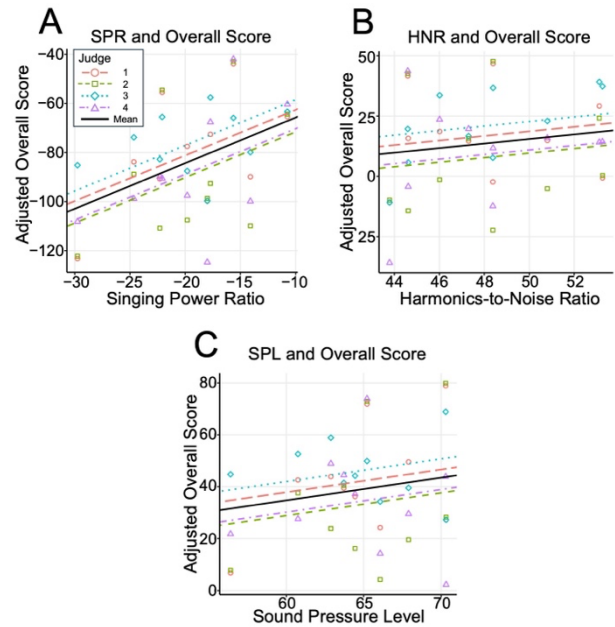 A
SPR and Overall Score
Judge
1
2
3
4
Mean
Adjusted Overall Score
−40
−60
−80
−100
−120
−30
−25
−20
−15
−10
Singing Power Ratio
B
HNR and Overall Score
Adjusted Overall Score
50
25
0
25
44
46
48
50
52
Harmonics-to-Noise Ratio
C
SPL and Overall Score
Adjusted Overall Score
80
60
40
20
0
60
65
70
Sound Pressure Level